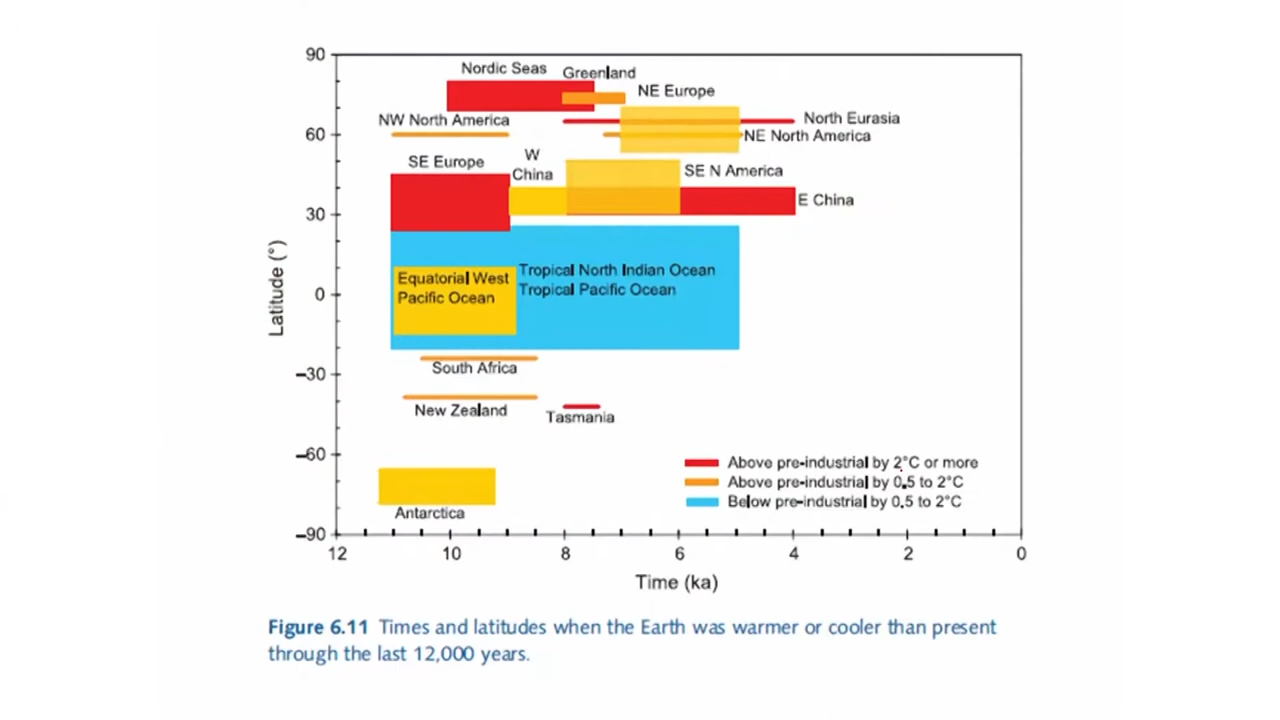 90
Nordic Seas
Greenland
NE Europe
NW North America
North Eurasia
60
NE North America
SE Europe
W
China
SE N America
E China
30
Latitude (°)
Equatorial West
Pacific Ocean
Tropical North Indian Ocean
Tropical Pacific Ocean
0
South Africa
–30
New Zealand
Tasmania
–60
Above pre-industrial by 2°C or more
Above pre-industrial by 0.5 to 2°C
Below pre-industrial by 0.5 to 2°C
Antarctica
–90
12 10 8 6 4 2 0
Time (ka)
Figure 6.11 Times and latitudes when the Earth was warmer or cooler than present
through the last 12,000 years.